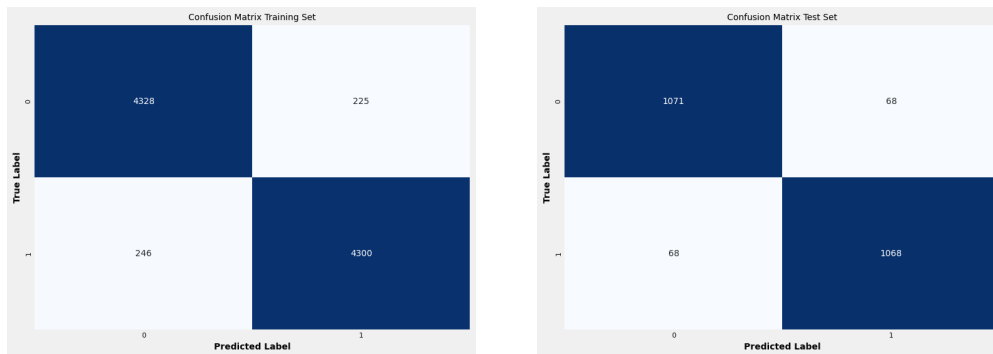 Confusion Matrix Training Set
0
4328
225
1
246
4300
True Label
0
1
Predicted Label
Confusion Matrix Test Set
0
1071
68
1
68
1068
True Label
0
1
Predicted Label